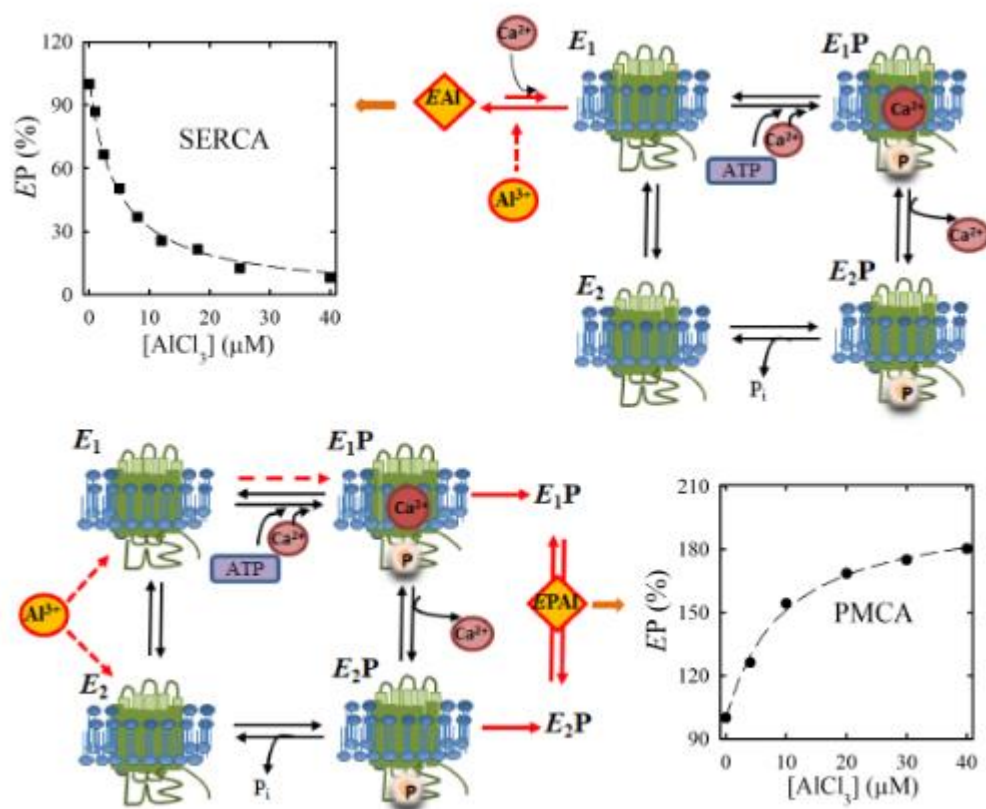 120
90
60
30
0
EP (%)
SERCA
0 10 20 30 40
[AlCl₃] (µM)
EAl
Ca²⁺
Al³⁺
E₁
E₁P
Ca²⁺
P
Ca²⁺
ATP
Ca²⁺
E₂
E₂P
P
Pᵢ
E₁
E₁P
Ca²⁺
P
Ca²⁺
ATP
Al³⁺
Ca²⁺
E₂
E₂P
P
Pᵢ
E₁P
EPAl
E₂P
210
180
150
120
90
EP (%)
PMCA
0 10 20 30 40
[AlCl₃] (µM)